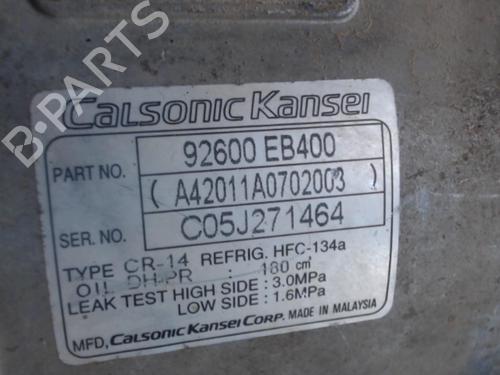 B-PARTS
Calsonic Kansei
PART NO. 92600 EB400
(A42011A0702003)
SER. NO. C05J271464
TYPE CR-14 REFRIG. HFC-134a
OIL DH-PR : 180 cm³
LEAK TEST HIGH SIDE : 3.0MPa
LOW SIDE : 1.6MPa
MFD, Calsonic Kansei Corp. MADE IN MALAYSIA